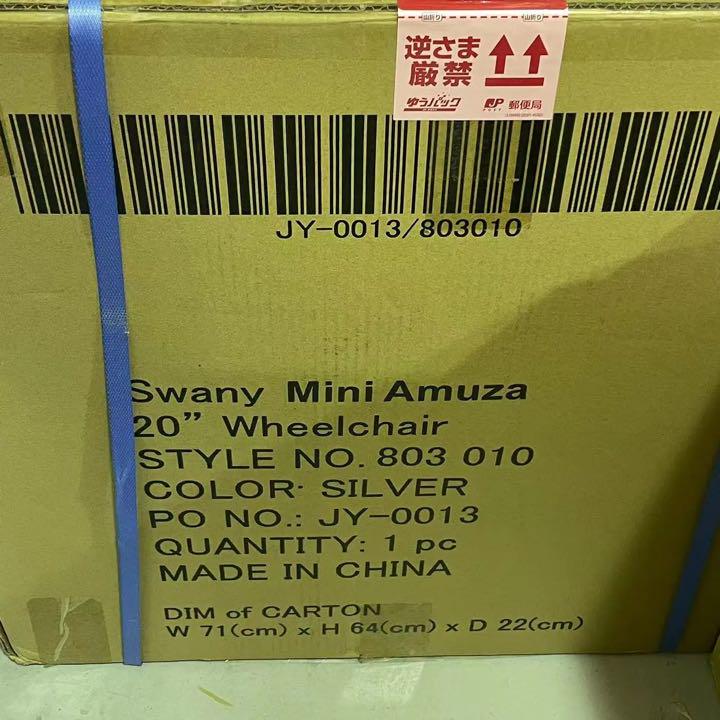 逆さま
厳禁
ゆうパック
JP POST 郵便局
JY-0013/803010
Swany Mini Amuza
20” Wheelchair
STYLE NO. 803 010
COLOR: SILVER
PO NO.: JY-0013
QUANTITY: 1 pc
MADE IN CHINA
DIM of CARTON
W 71(cm) x H 64(cm) x D 22(cm)